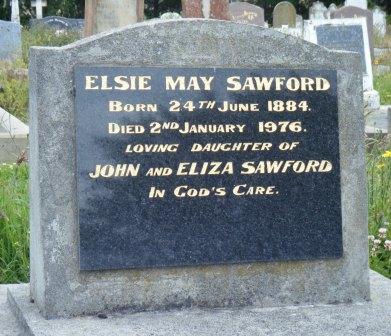 ELSIE MAY SAWFORD
BORN 24TH JUNE 1884.
DIED 2ND JANUARY 1976.
LOVING DAUGHTER OF
JOHN AND ELIZA SAWFORD
IN GOD'S CARE.